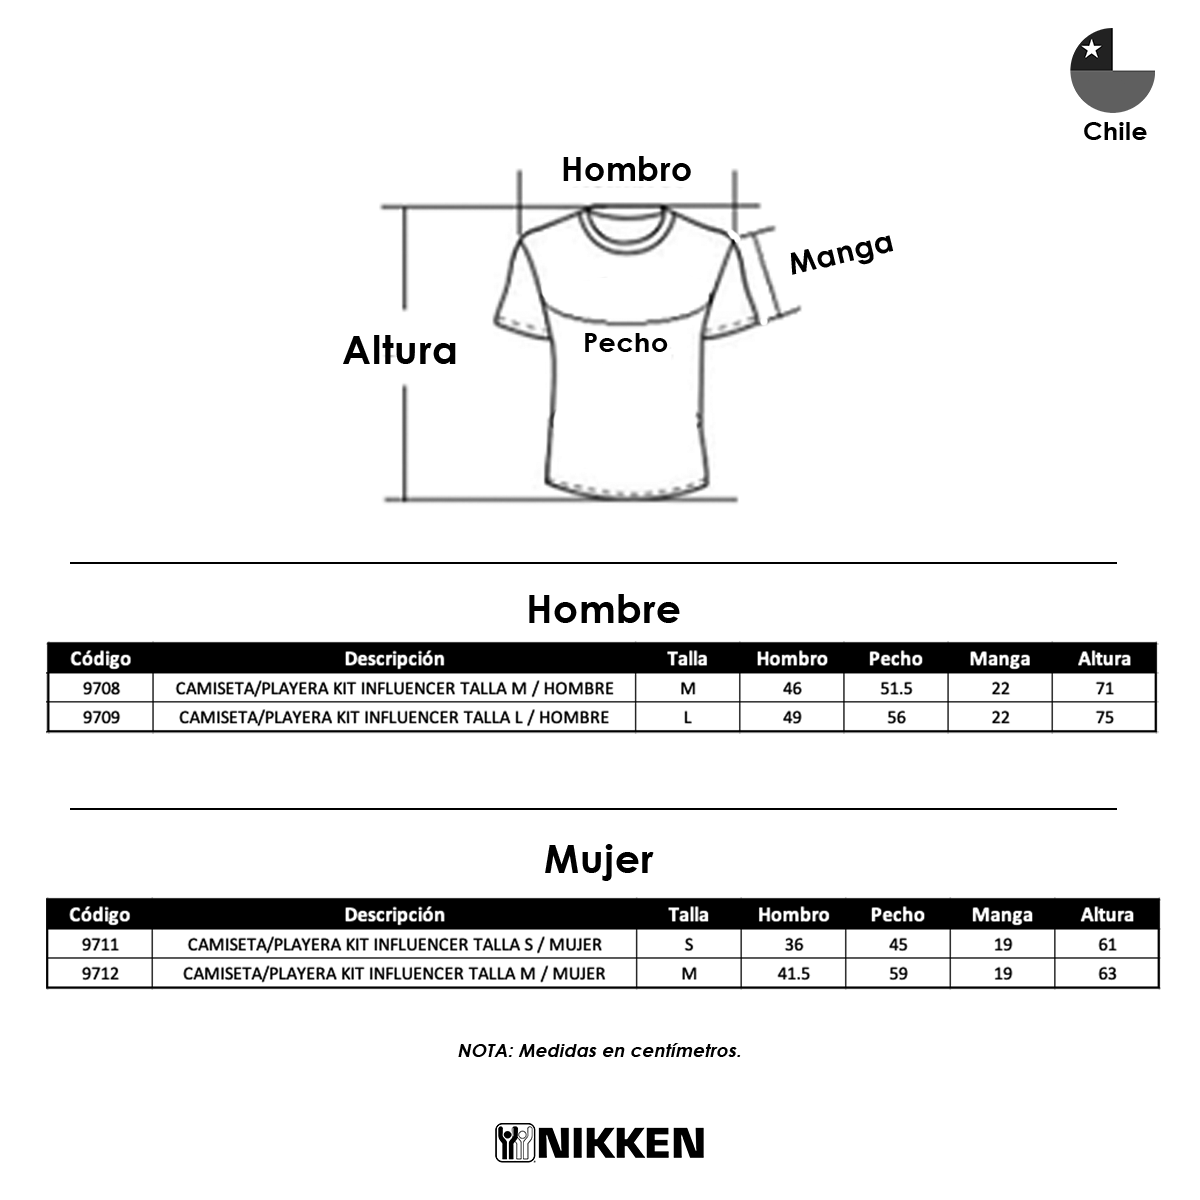 Chile
Hombro
Manga
Altura
Pecho
Hombre
Código Descripción Talla Hombro Pecho Manga Altura
9708 CAMISETA/PLAYERA KIT INFLUENCER TALLA M / HOMBRE M 46 51.5 22 71
9709 CAMISETA/PLAYERA KIT INFLUENCER TALLA L / HOMBRE L 49 56 22 75
Mujer
Código Descripción Talla Hombro Pecho Manga Altura
9711 CAMISETA/PLAYERA KIT INFLUENCER TALLA S / MUJER S 36 45 19 61
9712 CAMISETA/PLAYERA KIT INFLUENCER TALLA M / MUJER M 41.5 59 19 63
NOTA: Medidas en centímetros.
NIKKEN